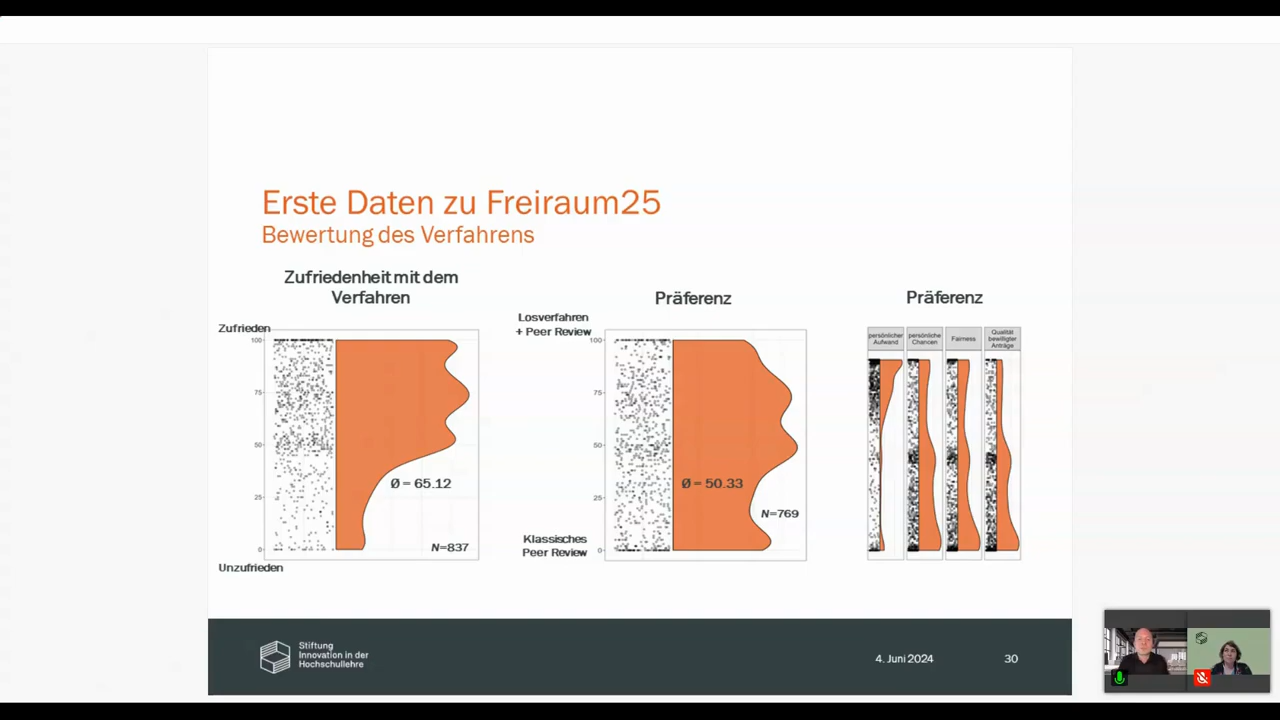 Erste Daten zu Freiraum25
Bewertung des Verfahrens
Zufriedenheit mit dem
Verfahren
Zufrieden
100
75
50
25
0
Unzufrieden
Ø = 65.12
N=837
Präferenz
Losverfahren
+ Peer Review
100
75
50
25
0
Klassisches
Peer Review
Ø = 50.33
N=769
Präferenz
persönlicher
Aufwand
persönliche
Chancen
Fairness
Qualität
bewilligter
Anträge
Stiftung
Innovation in der
Hochschullehre
4. Juni 2024
30